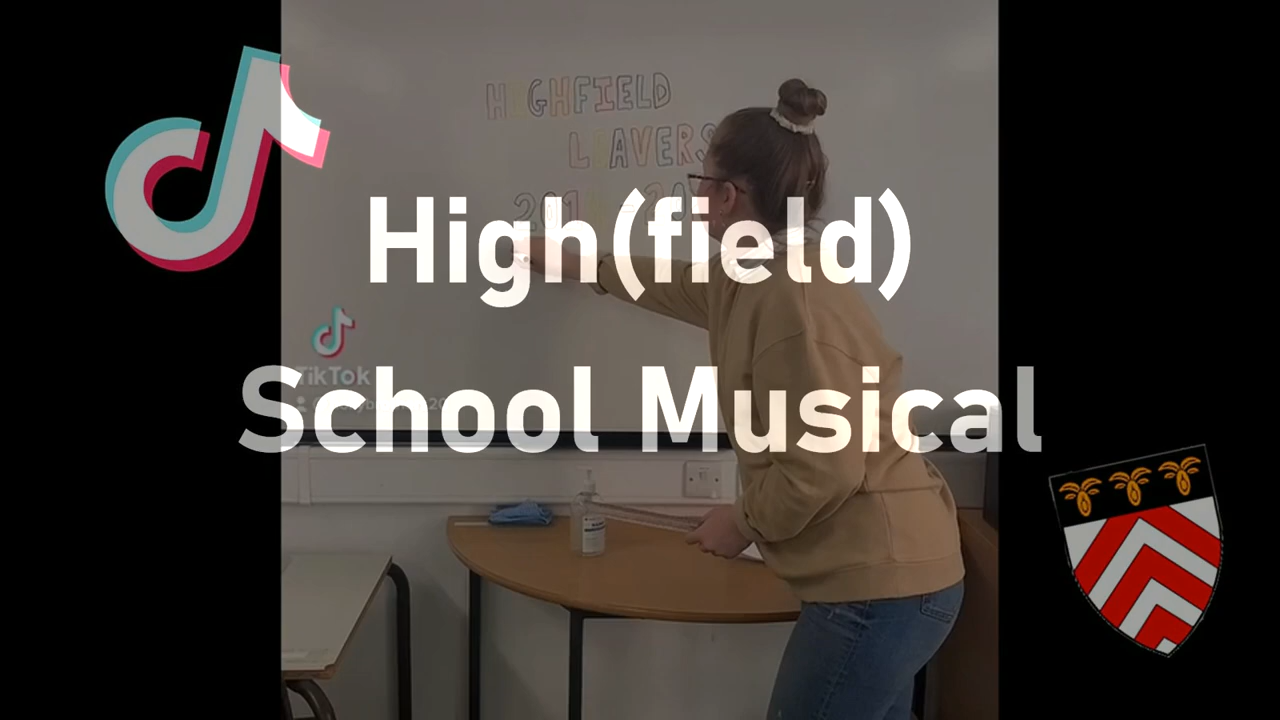 HIGHFIELD
LEAVERS
High(field)
TikTok
School Musical